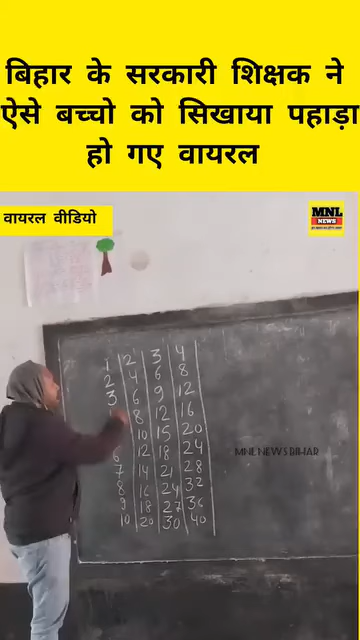 बिहार के सरकारी शिक्षक ने
ऐसे बच्चो को सिखाया पहाड़ा
हो गए वायरल
वायरल वीडियो
MNL
NEWS
1 2 3 4
2 4 6 8
3 6 9 12
8 12 16
10 15 20
6 12 18 24
7 14 21 28
8 16 24 32
9 18 27 36
10 20 30 40
MNL NEWS BIHAR